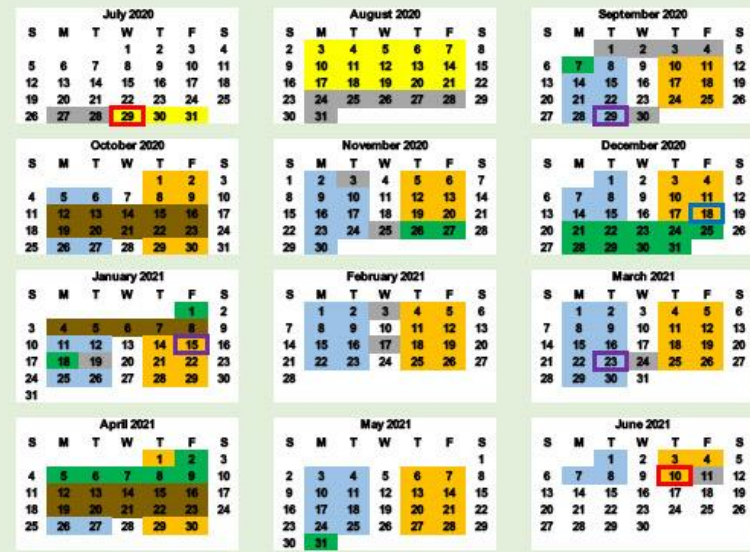 July 2020
S M T W T F S
1 2 3 4
5 6 7 8 9 10 11
12 13 14 15 16 17 18
19 20 21 22 23 24 25
26 27 28 29 30 31
August 2020
S M T W T F S
2 3 4 5 6 7 8
9 10 11 12 13 14 15
16 17 18 19 20 21 22
23 24 25 26 27 28 29
30 31
September 2020
S M T W T F S
1 2 3 4 5
6 7 8 9 10 11 12
13 14 15 16 17 18 19
20 21 22 23 24 25 26
27 28 29 30
October 2020
S M T W T F S
1 2 3
4 5 6 7 8 9 10
11 12 13 14 15 16 17
18 19 20 21 22 23 24
25 26 27 28 29 30 31
November 2020
S M T W T F S
1 2 3 4 5 6 7
8 9 10 11 12 13 14
15 16 17 18 19 20 21
22 23 24 25 26 27 28
29 30
December 2020
S M T W T F S
1 2 3 4 5
6 7 8 9 10 11 12
13 14 15 16 17 18 19
20 21 22 23 24 25 26
27 28 29 30 31
January 2021
S M T W T F S
1 2
3 4 5 6 7 8 9
10 11 12 13 14 15 16
17 18 19 20 21 22 23
24 25 26 27 28 29 30
31
February 2021
S M T W T F S
1 2 3 4 5 6
7 8 9 10 11 12 13
14 15 16 17 18 19 20
21 22 23 24 25 26 27
28
March 2021
S M T W T F S
1 2 3 4 5 6
7 8 9 10 11 12 13
14 15 16 17 18 19 20
21 22 23 24 25 26 27
28 29 30 31
April 2021
S M T W T F S
1 2 3
4 5 6 7 8 9 10
11 12 13 14 15 16 17
18 19 20 21 22 23 24
25 26 27 28 29 30
May 2021
S M T W T F S
1
2 3 4 5 6 7 8
9 10 11 12 13 14 15
16 17 18 19 20 21 22
23 24 25 26 27 28 29
30 31
June 2021
S M T W T F S
1 2 3 4 5
6 7 8 9 10 11 12
13 14 15 16 17 18 19
20 21 22 23 24 25 26
27 28 29 30